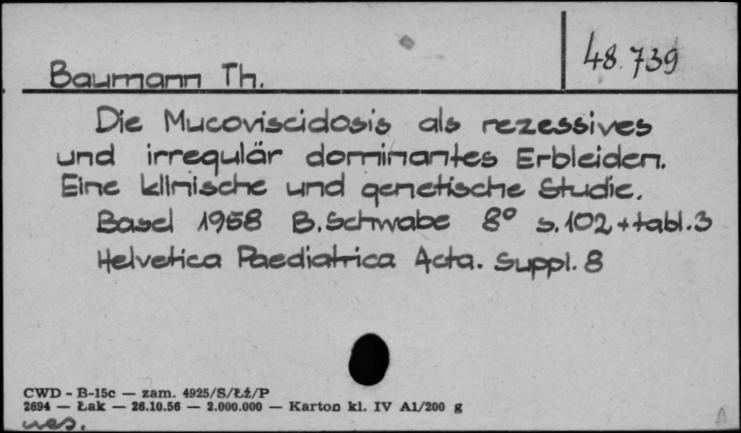 48.739
Baumann Th.
Die Mucoviscidosis als rezessives
und irregulär dominantes Erbleiden.
Eine klinische und genetische Studie.
Basel 1958 B.Schwabe 8° s.102+tabl.3
Helvetica Paediatrica Acta. Suppl. 8
CWD - B-15c — zam. 4925/S/Łż/P
2694 — Łak — 26.10.56 — 2.000.000 — Karton kl. IV A1/200 g
A